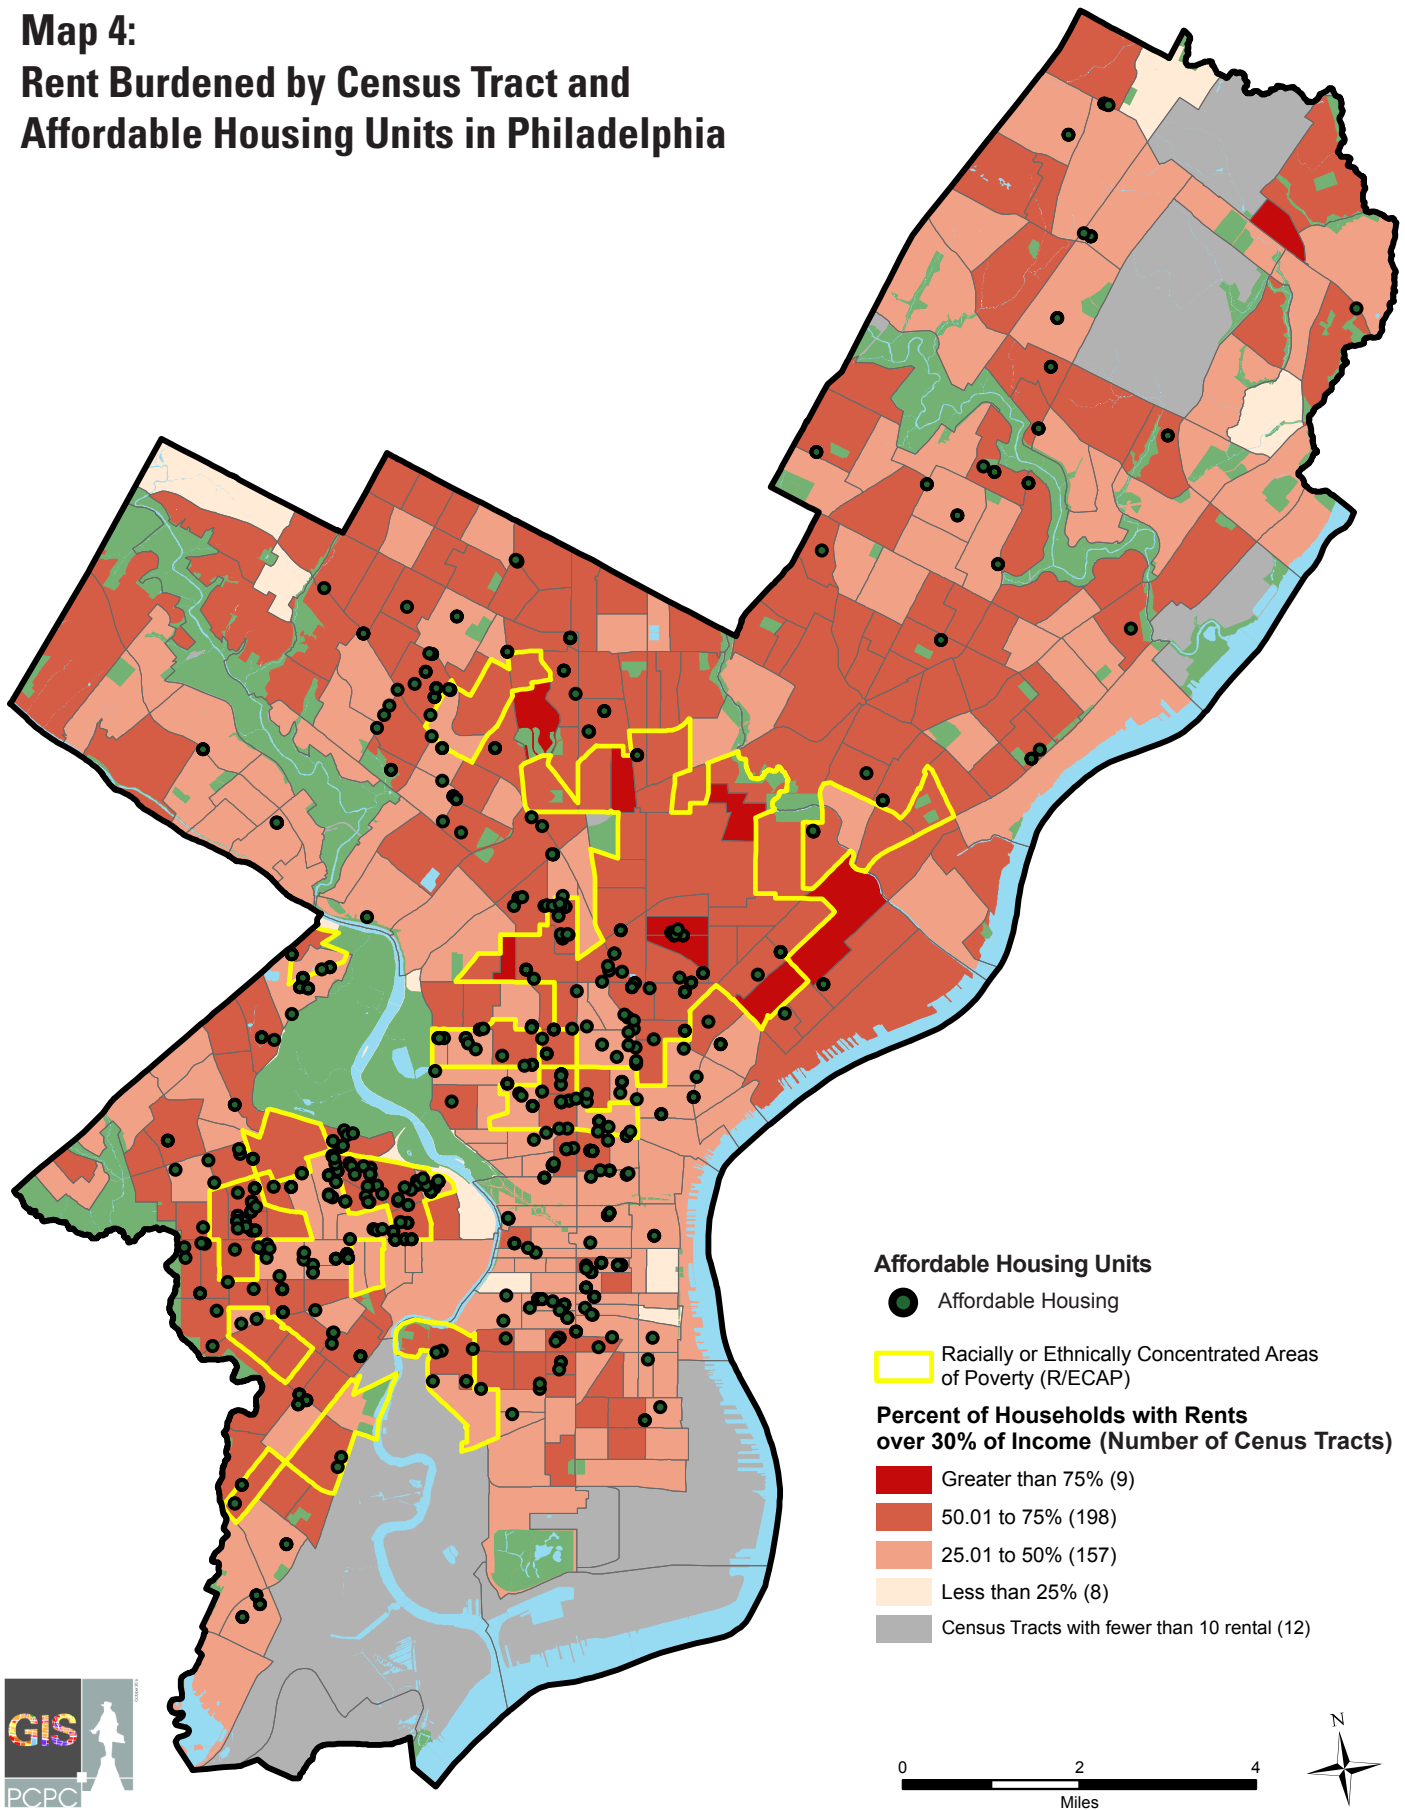 Map 4:
Rent Burdened by Census Tract and
Affordable Housing Units in Philadelphia
Affordable Housing Units
Affordable Housing
Racially or Ethnically Concentrated Areas
of Poverty (R/ECAP)
Percent of Households with Rents
over 30% of Income (Number of Cenus Tracts)
Greater than 75% (9)
50.01 to 75% (198)
25.01 to 50% (157)
Less than 25% (8)
Census Tracts with fewer than 10 rental (12)
GIS
PCPC
N
0 2 4
Miles